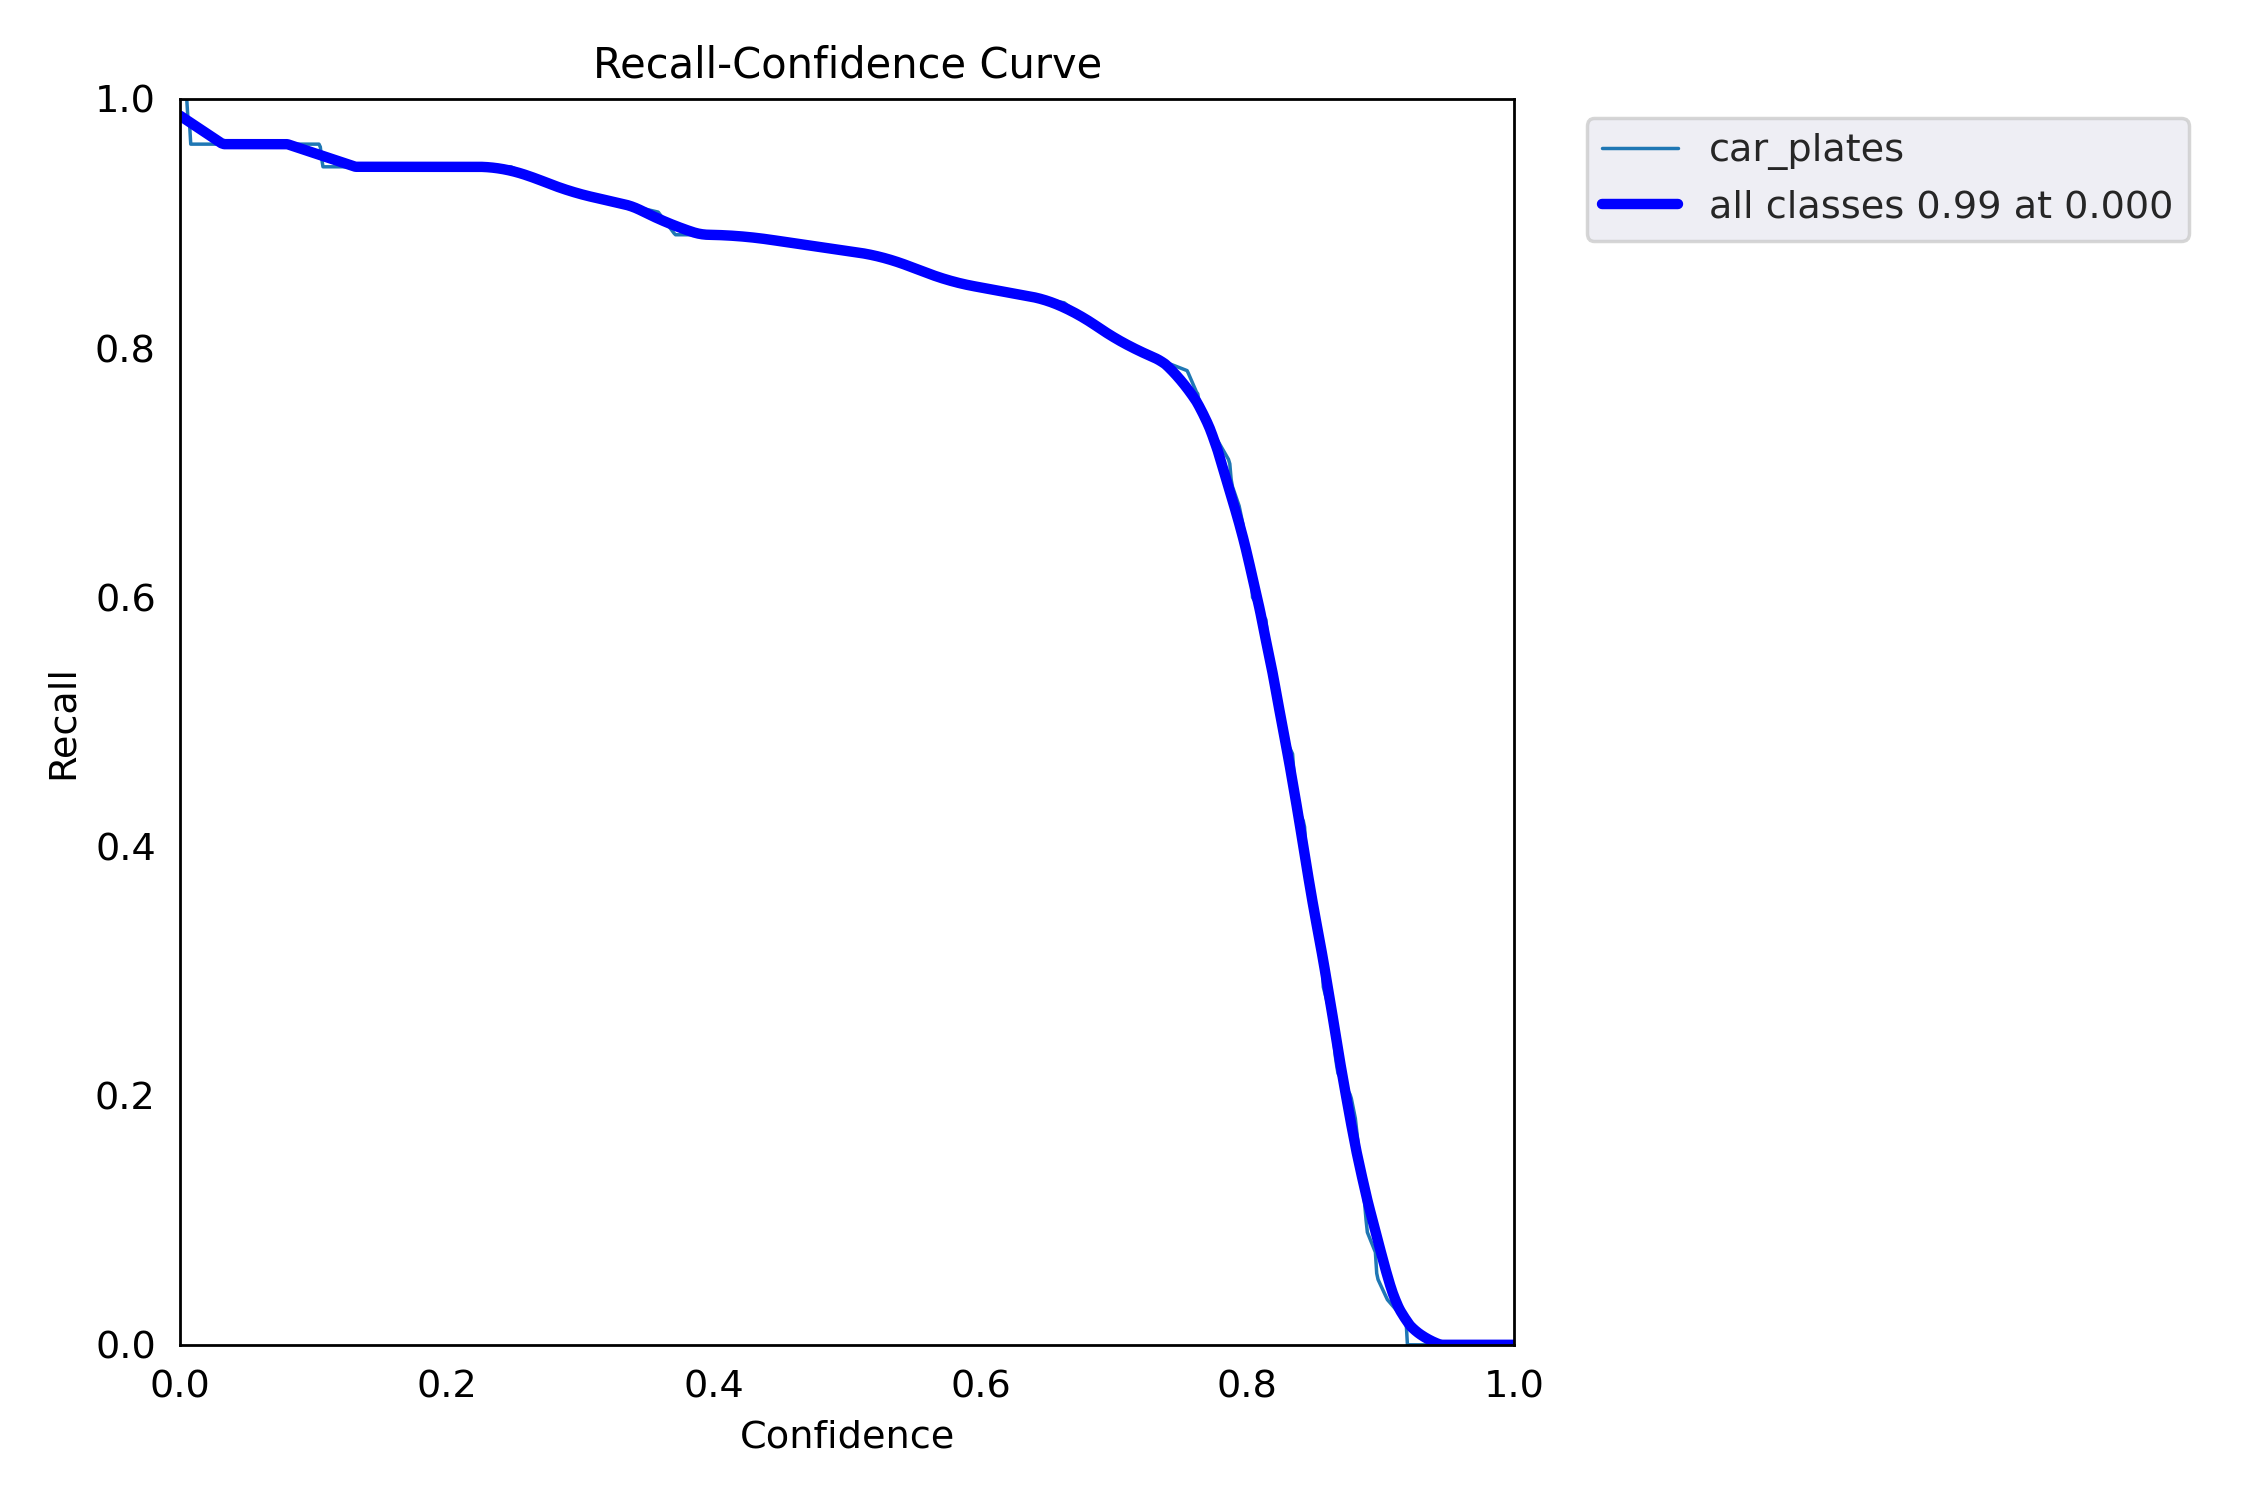 Recall-Confidence Curve
1.0
0.8
0.6
0.4
0.2
0.0
Recall
0.0 0.2 0.4 0.6 0.8 1.0
Confidence
car_plates
all classes 0.99 at 0.000